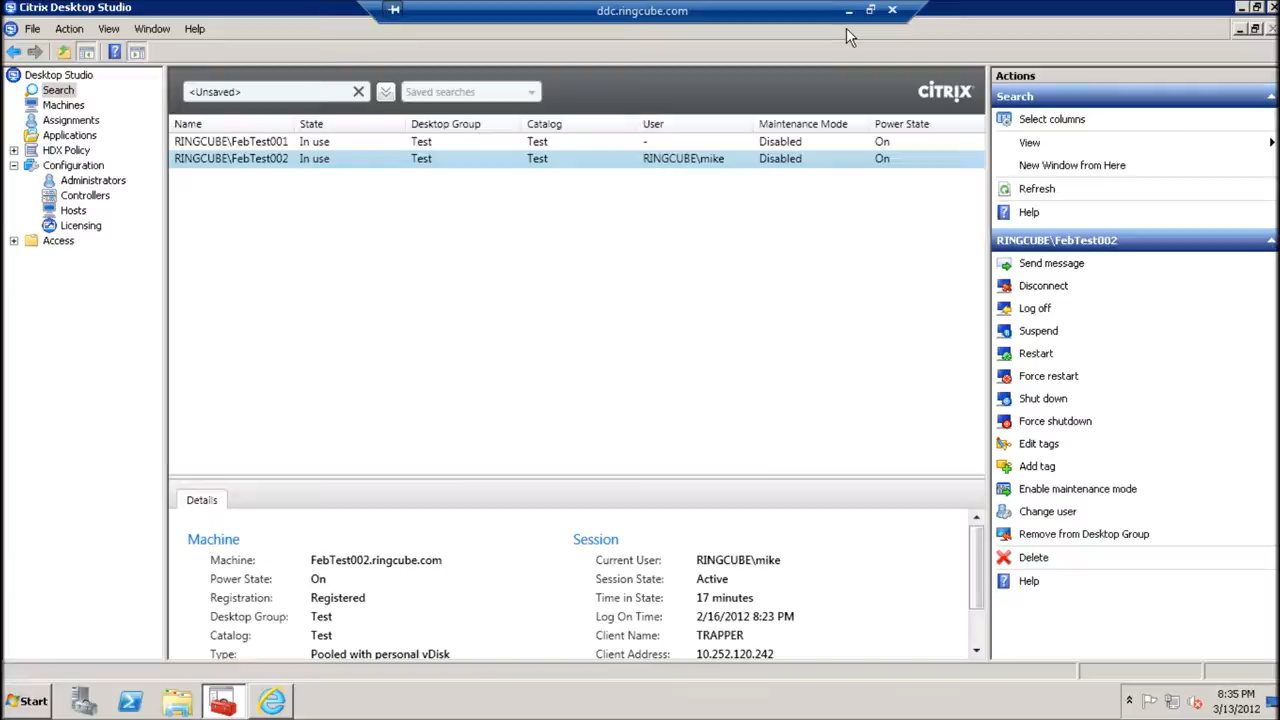 Citrix Desktop Studio
ddc.ringcube.com
File Action View Window Help
Desktop Studio
Search
Machines
Assignments
Applications
HDX Policy
Configuration
Administrators
Controllers
Hosts
Licensing
Access
<Unsaved> Saved searches CITRIX
Name State Desktop Group Catalog User Maintenance Mode Power State
RINGCUBE\FebTest001 In use Test Test - Disabled On
RINGCUBE\FebTest002 In use Test Test RINGCUBE\mike Disabled On
Details
Machine
Machine: FebTest002.ringcube.com
Power State: On
Registration: Registered
Desktop Group: Test
Catalog: Test
Type: Pooled with personal vDisk
Session
Current User: RINGCUBE\mike
Session State: Active
Time in State: 17 minutes
Log On Time: 2/16/2012 8:23 PM
Client Name: TRAPPER
Client Address: 10.252.120.242
Actions
Search
Select columns
View
New Window from Here
Refresh
Help
RINGCUBE\FebTest002
Send message
Disconnect
Log off
Suspend
Restart
Force restart
Shut down
Force shutdown
Edit tags
Add tag
Enable maintenance mode
Change user
Remove from Desktop Group
Delete
Help
Start
8:35 PM
3/13/2012